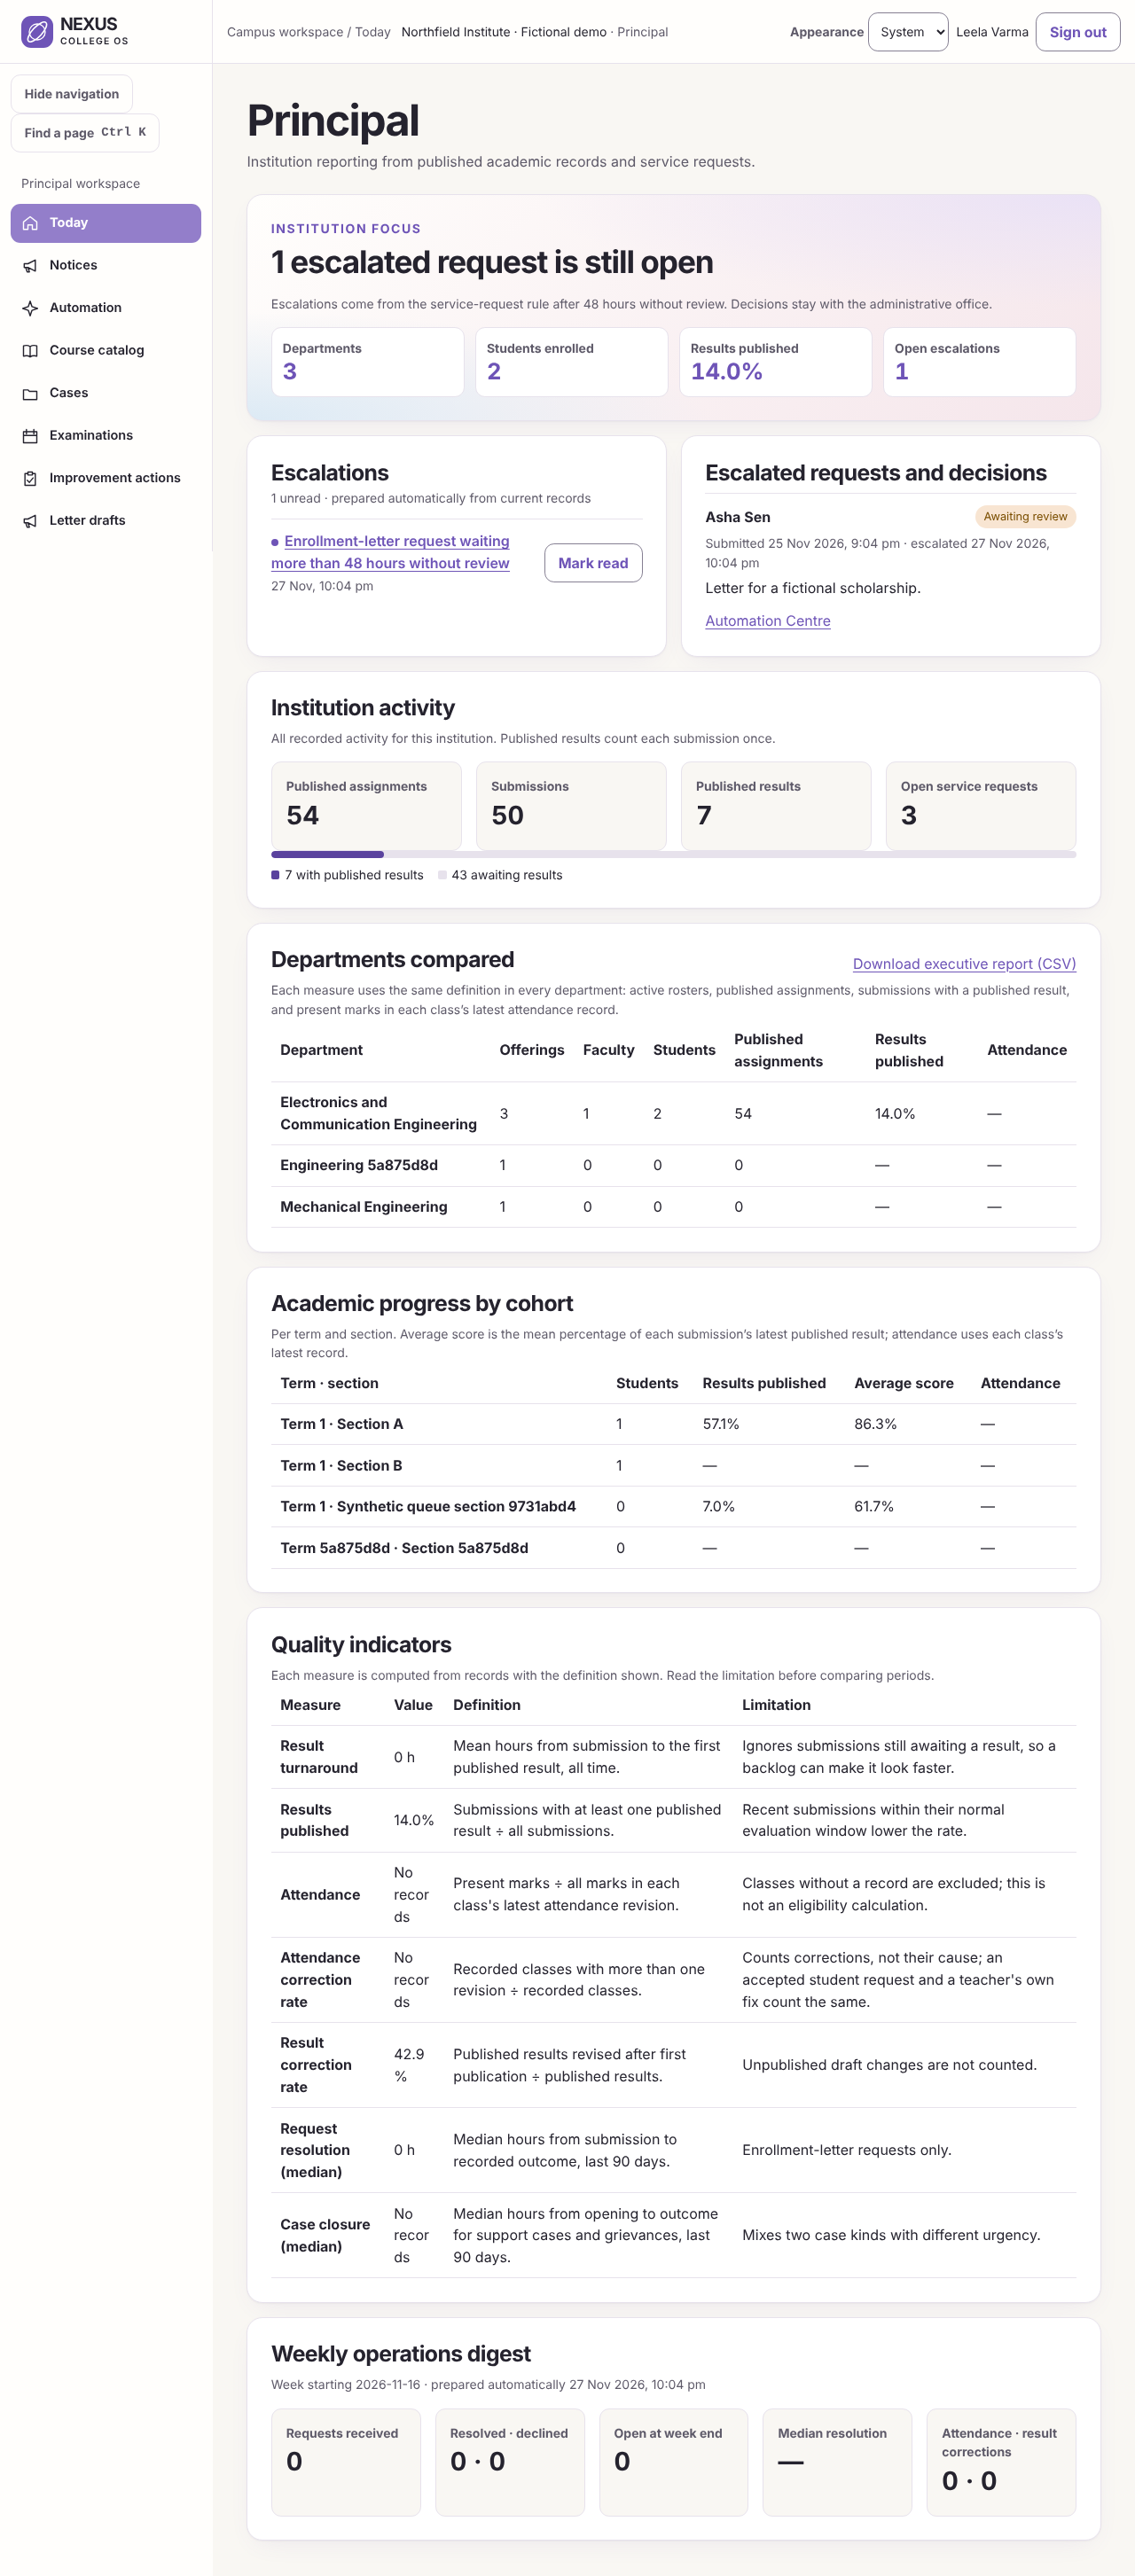 NEXUS
COLLEGE OS
Campus workspace / Today Northfield Institute · Fictional demo · Principal
Appearance System Leela Varma Sign out
Hide navigation
Find a page Ctrl K
Principal workspace
Today
Notices
Automation
Course catalog
Cases
Examinations
Improvement actions
Letter drafts
Principal
Institution reporting from published academic records and service requests.
INSTITUTION FOCUS
1 escalated request is still open
Escalations come from the service-request rule after 48 hours without review. Decisions stay with the administrative office.
Departments
3
Students enrolled
2
Results published
14.0%
Open escalations
1
Escalations
1 unread · prepared automatically from current records
Enrollment-letter request waiting
more than 48 hours without review
27 Nov, 10:04 pm
Mark read
Escalated requests and decisions
Asha Sen Awaiting review
Submitted 25 Nov 2026, 9:04 pm · escalated 27 Nov 2026,
10:04 pm
Letter for a fictional scholarship.
Automation Centre
Institution activity
All recorded activity for this institution. Published results count each submission once.
Published assignments
54
Submissions
50
Published results
7
Open service requests
3
7 with published results 43 awaiting results
Departments compared
Download executive report (CSV)
Each measure uses the same definition in every department: active rosters, published assignments, submissions with a published result,
and present marks in each class’s latest attendance record.
Department Offerings Faculty Students Published assignments Results published Attendance
Electronics and
Communication Engineering 3 1 2 54 14.0% —
Engineering 5a875d8d 1 0 0 0 — —
Mechanical Engineering 1 0 0 0 — —
Academic progress by cohort
Per term and section. Average score is the mean percentage of each submission’s latest published result; attendance uses each class’s
latest record.
Term · section Students Results published Average score Attendance
Term 1 · Section A 1 57.1% 86.3% —
Term 1 · Section B 1 — — —
Term 1 · Synthetic queue section 9731abd4 0 7.0% 61.7% —
Term 5a875d8d · Section 5a875d8d 0 — — —
Quality indicators
Each measure is computed from records with the definition shown. Read the limitation before comparing periods.
Measure Value Definition Limitation
Result
turnaround
0 h
Mean hours from submission to the first
published result, all time.
Ignores submissions still awaiting a result, so a
backlog can make it look faster.
Results
published
14.0%
Submissions with at least one published
result ÷ all submissions.
Recent submissions within their normal
evaluation window lower the rate.
Attendance
No
recor
ds
Present marks ÷ all marks in each
class's latest attendance revision.
Classes without a record are excluded; this is
not an eligibility calculation.
Attendance
correction
rate
No
recor
ds
Recorded classes with more than one
revision ÷ recorded classes.
Counts corrections, not their cause; an
accepted student request and a teacher's own
fix count the same.
Result
correction
rate
42.9
%
Published results revised after first
publication ÷ published results.
Unpublished draft changes are not counted.
Request
resolution
(median)
0 h
Median hours from submission to
recorded outcome, last 90 days.
Enrollment-letter requests only.
Case closure
(median)
No
recor
ds
Median hours from opening to outcome
for support cases and grievances, last
90 days.
Mixes two case kinds with different urgency.
Weekly operations digest
Week starting 2026-11-16 · prepared automatically 27 Nov 2026, 10:04 pm
Requests received
0
Resolved · declined
0 · 0
Open at week end
0
Median resolution
—
Attendance · result
corrections
0 · 0